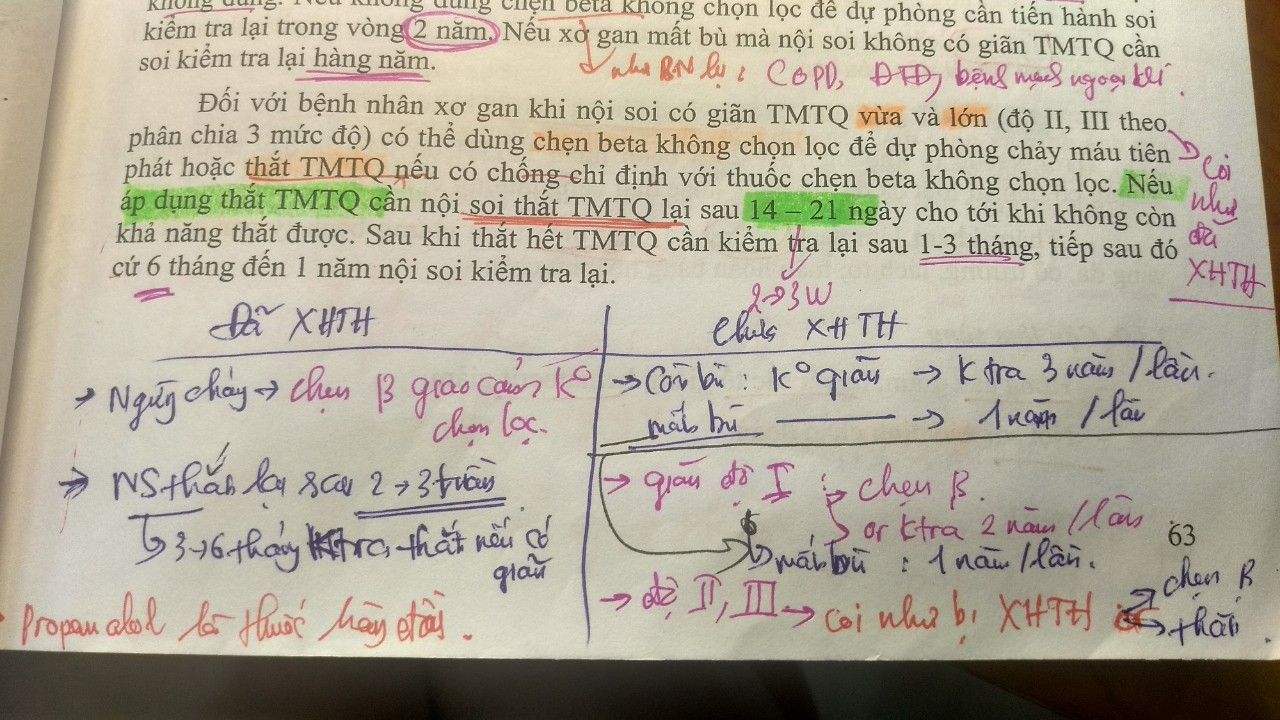 không dùng. Nếu không dùng chẹn beta không chọn lọc để dự phòng cần tiến hành soi
kiểm tra lại trong vòng 2 năm. Nếu xơ gan mất bù mà nội soi không có giãn TMTQ cần
soi kiểm tra lại hàng năm.
như BN bị : COPD, ĐTĐ, bệnh mạch ngoại
Đối với bệnh nhân xơ gan khi nội soi có giãn TMTQ vừa và lớn (độ II, III theo
phân chia 3 mức độ) có thể dùng chẹn beta không chọn lọc để dự phòng chảy máu tiên
phát hoặc thắt TMTQ nếu có chống chỉ định với thuốc chẹn beta không chọn lọc. Nếu
áp dụng thắt TMTQ cần nội soi thắt TMTQ lại sau 14 – 21 ngày cho tới khi không còn
khả năng thắt được. Sau khi thắt hết TMTQ cần kiểm tra lại sau 1-3 tháng, tiếp sau đó
cứ 6 tháng đến 1 năm nội soi kiểm tra lại.
Coi
như
đã
XHTH
2→3W
Đã XHTH
Chưa XHTH
→ Ngừng chảy → chẹn β giao cảm K°
chọn lọc.
→ NS thắt lại sau 2→3 tuần.
3→6 tháng Ktra, thắt nếu có
giãn
→ Còn bù : K° giãn → K tra 3 năm / lần.
mất bù → 1 năm / lần
→ giãn độ I : chẹn β.
or Ktra 2 năm / lần
mất bù : 1 năm / lần.
→ độ II, III → coi như bị XHTH
chẹn β
thắt.
63
Propanolol là thuốc hàng đầu.